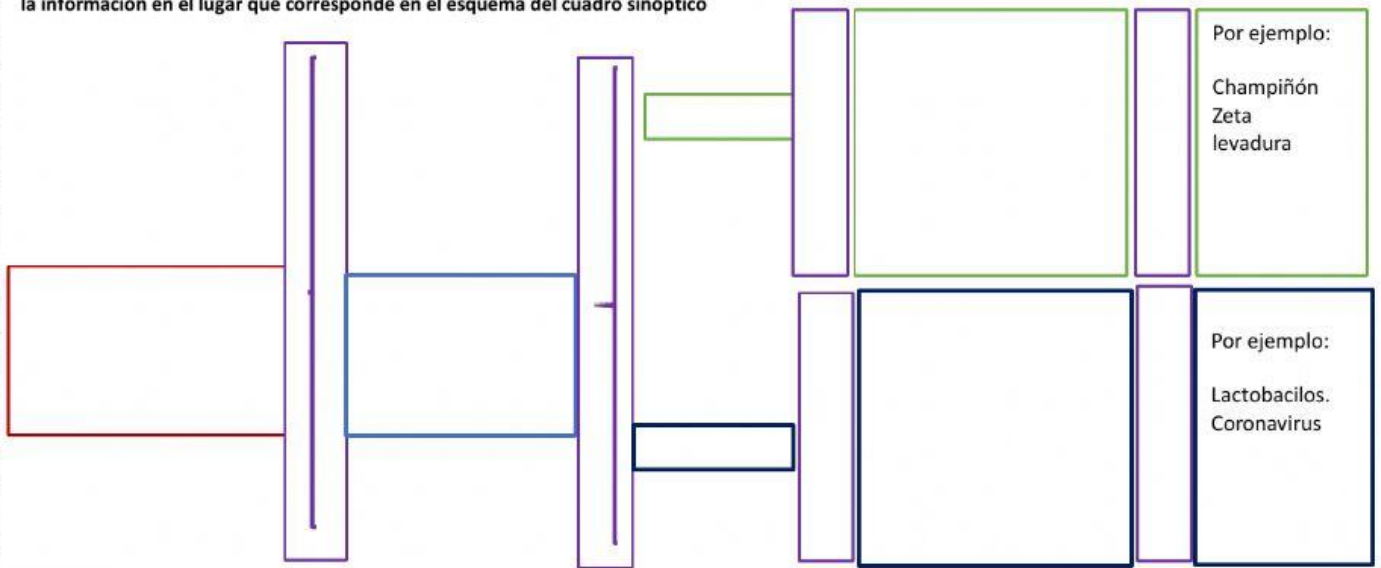 la información en el lugar que corresponde en el esquema del cuadro sinóptico
Por ejemplo:
Champiñón
Zeta
levadura
Por ejemplo:
Lactobacilos.
Coronavirus